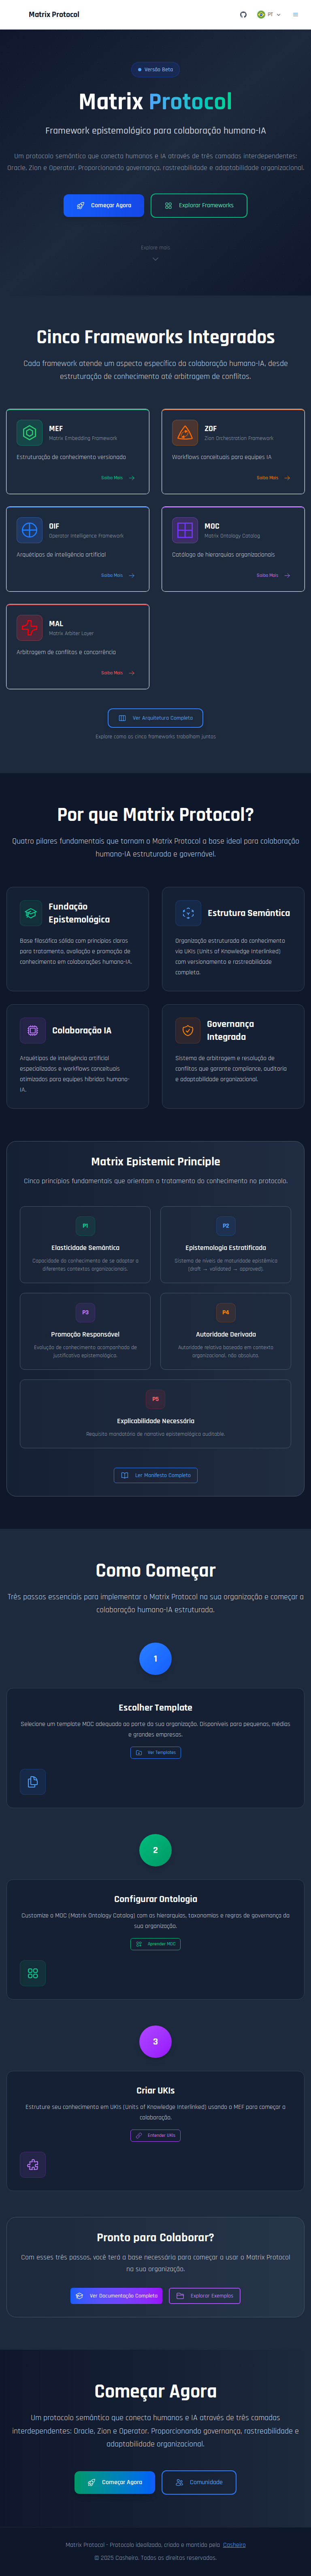 Matrix Protocol
PT
Versão Beta
Matrix Protocol
Framework epistemológico para colaboração humano-IA
Um protocolo semântico que conecta humanos e IA através de três camadas interdependentes:
Oracle, Zion e Operator. Proporcionando governança, rastreabilidade e adaptabilidade organizacional.
Começar Agora
Explorar Frameworks
Explore mais
Cinco Frameworks Integrados
Cada framework atende um aspecto específico da colaboração humano-IA, desde
estruturação de conhecimento até arbitragem de conflitos.
MEF
Matrix Embedding Framework
Estruturação de conhecimento versionado
Saiba Mais
ZOF
Zion Orchestration Framework
Workflows conceituais para equipes IA
Saiba Mais
OIF
Operator Intelligence Framework
Arquétipos de inteligência artificial
Saiba Mais
MOC
Matrix Ontology Catalog
Catálogo de hierarquias organizacionais
Saiba Mais
MAL
Matrix Arbiter Layer
Arbitragem de conflitos e concorrência
Saiba Mais
Ver Arquitetura Completa
Explore como os cinco frameworks trabalham juntos
Por que Matrix Protocol?
Quatro pilares fundamentais que tornam o Matrix Protocol a base ideal para colaboração
humano-IA estruturada e governável.
Fundação
Epistemológica
Base filosófica sólida com princípios claros
para tratamento, avaliação e promoção de
conhecimento em colaborações humano-IA.
Estrutura Semântica
Organização estruturada do conhecimento
via UKIs (Units of Knowledge Interlinked)
com versionamento e rastreabilidade
completa.
Colaboração IA
Arquétipos de inteligência artificial
especializados e workflows conceituais
otimizados para equipes híbridas humano-
IA.
Governança
Integrada
Sistema de arbitragem e resolução de
conflitos que garante compliance, auditoria
e adaptabilidade organizacional.
Matrix Epistemic Principle
Cinco princípios fundamentais que orientam o tratamento do conhecimento no protocolo.
P1
Elasticidade Semântica
Capacidade do conhecimento de se adaptar a
diferentes contextos organizacionais.
P2
Epistemologia Estratificada
Sistema de níveis de maturidade epistêmica
(draft → validated → approved).
P3
Promoção Responsável
Evolução de conhecimento acompanhada de
justificativa epistemológica.
P4
Autoridade Derivada
Autoridade relativa baseada em contexto
organizacional, não absoluta.
P5
Explicabilidade Necessária
Requisito mandatório de narrativa epistemológica auditável.
Ler Manifesto Completo
Como Começar
Três passos essenciais para implementar o Matrix Protocol na sua organização e começar a
colaboração humano-IA estruturada.
1
Escolher Template
Selecione um template MOC adequado ao porte da sua organização. Disponíveis para pequenas, médias
e grandes empresas.
Ver Templates
2
Configurar Ontologia
Customize o MOC (Matrix Ontology Catalog) com as hierarquias, taxonomias e regras de governança da
sua organização.
Aprender MOC
3
Criar UKIs
Estruture seu conhecimento em UKIs (Units of Knowledge Interlinked) usando o MEF para começar a
colaboração.
Entender UKIs
Pronto para Colaborar?
Com esses três passos, você terá a base necessária para começar a usar o Matrix Protocol
na sua organização.
Ver Documentação Completa
Explorar Exemplos
Começar Agora
Um protocolo semântico que conecta humanos e IA através de três camadas
interdependentes: Oracle, Zion e Operator. Proporcionando governança, rastreabilidade e
adaptabilidade organizacional.
Começar Agora
Comunidade
Matrix Protocol - Protocolo idealizado, criado e mantido pela Casheiro
© 2025 Casheiro. Todos os direitos reservados.